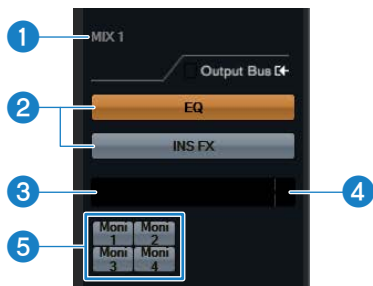 1
MIX 1
Output Bus
2
EQ
INS FX
3
4
5
Moni Moni
1 2
Moni Moni
3 4